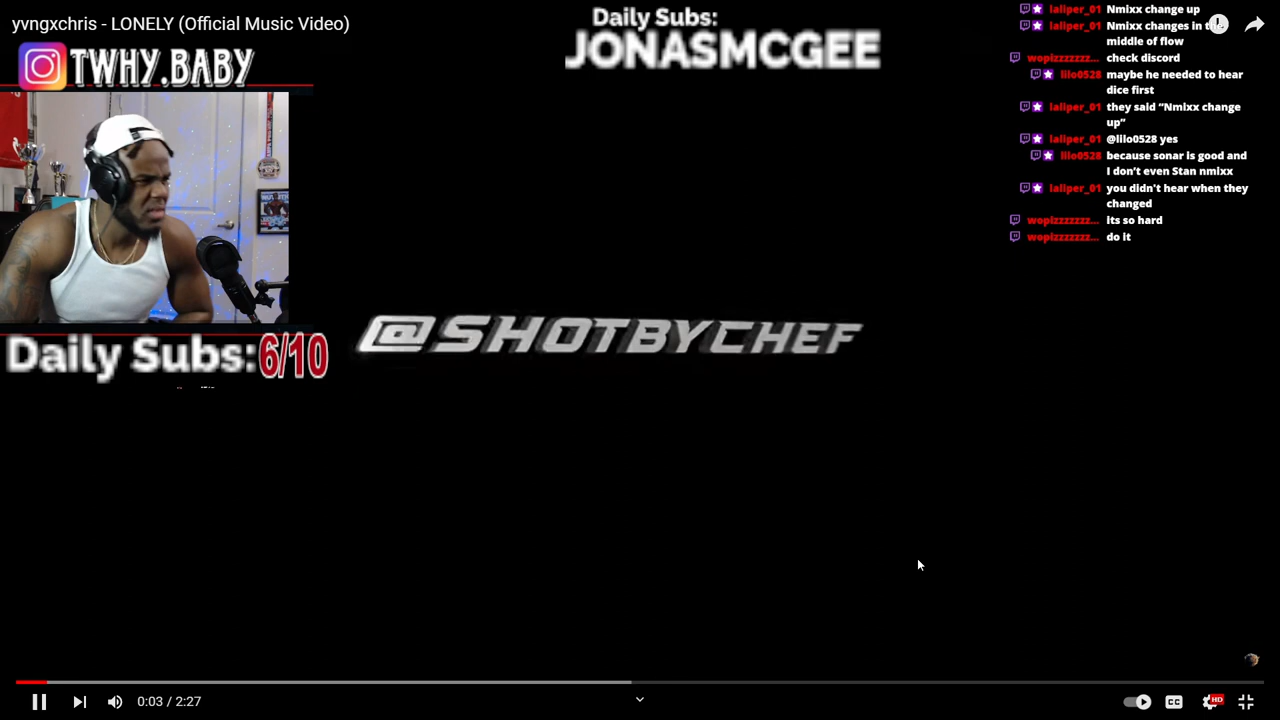 yvngxchris - LONELY (Official Music Video)
TWHY.BABY
Daily Subs:
JONASMCGEE
laliper_01 Nmixx change up
laliper_01 Nmixx changes in the
middle of flow
wopizzzzzzz... check discord
lilo0528 maybe he needed to hear
dice first
laliper_01 they said “Nmixx change
up”
laliper_01 @lilo0528 yes
lilo0528 because sonar is good and
I don't even Stan nmixx
laliper_01 you didn't hear when they
changed
wopizzzzzzz... its so hard
wopizzzzzzz... do it
Daily Subs:6/10
@SHOTBYCHEF
0:03 / 2:27
CC
HD